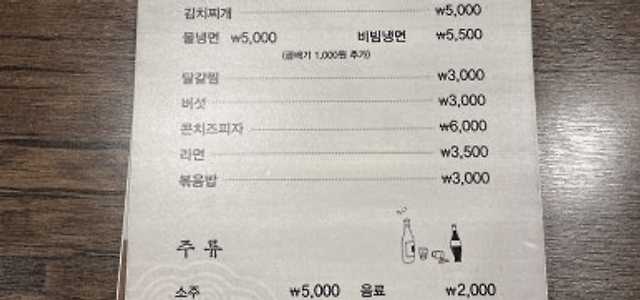 김치찌개 ₩5,000
물냉면 ₩5,000 비빔냉면 ₩5,500
(곱빼기 1,000원 추가)
달걀찜 ₩3,000
버섯 ₩3,000
콘치즈피자 ₩6,000
라면 ₩3,500
볶음밥 ₩3,000
주류
소주 ₩5,000 음료 ₩2,000